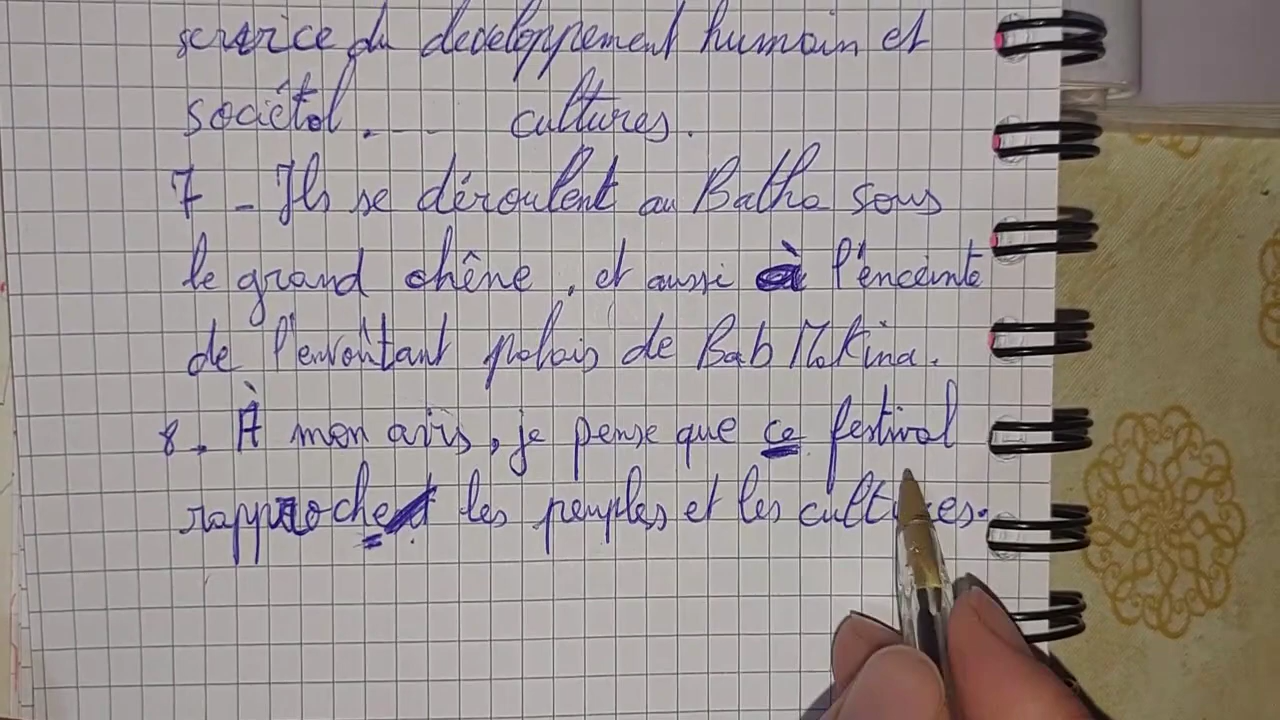 service du développement humain et
sociétal. -- cultures.
7 - Ils se déroulent au Batha sous
le grand chêne, et aussi à l'enceinte
de l'envoûtant palais de Bab Makina.
8. À mon avis, je pense que ce festival
rapproche les peuples et les cultures.